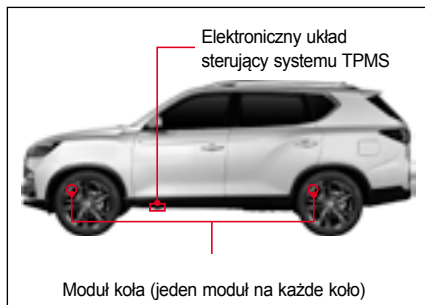 Elektroniczny układ
sterujący systemu TPMS
Moduł koła (jeden moduł na każde koło)